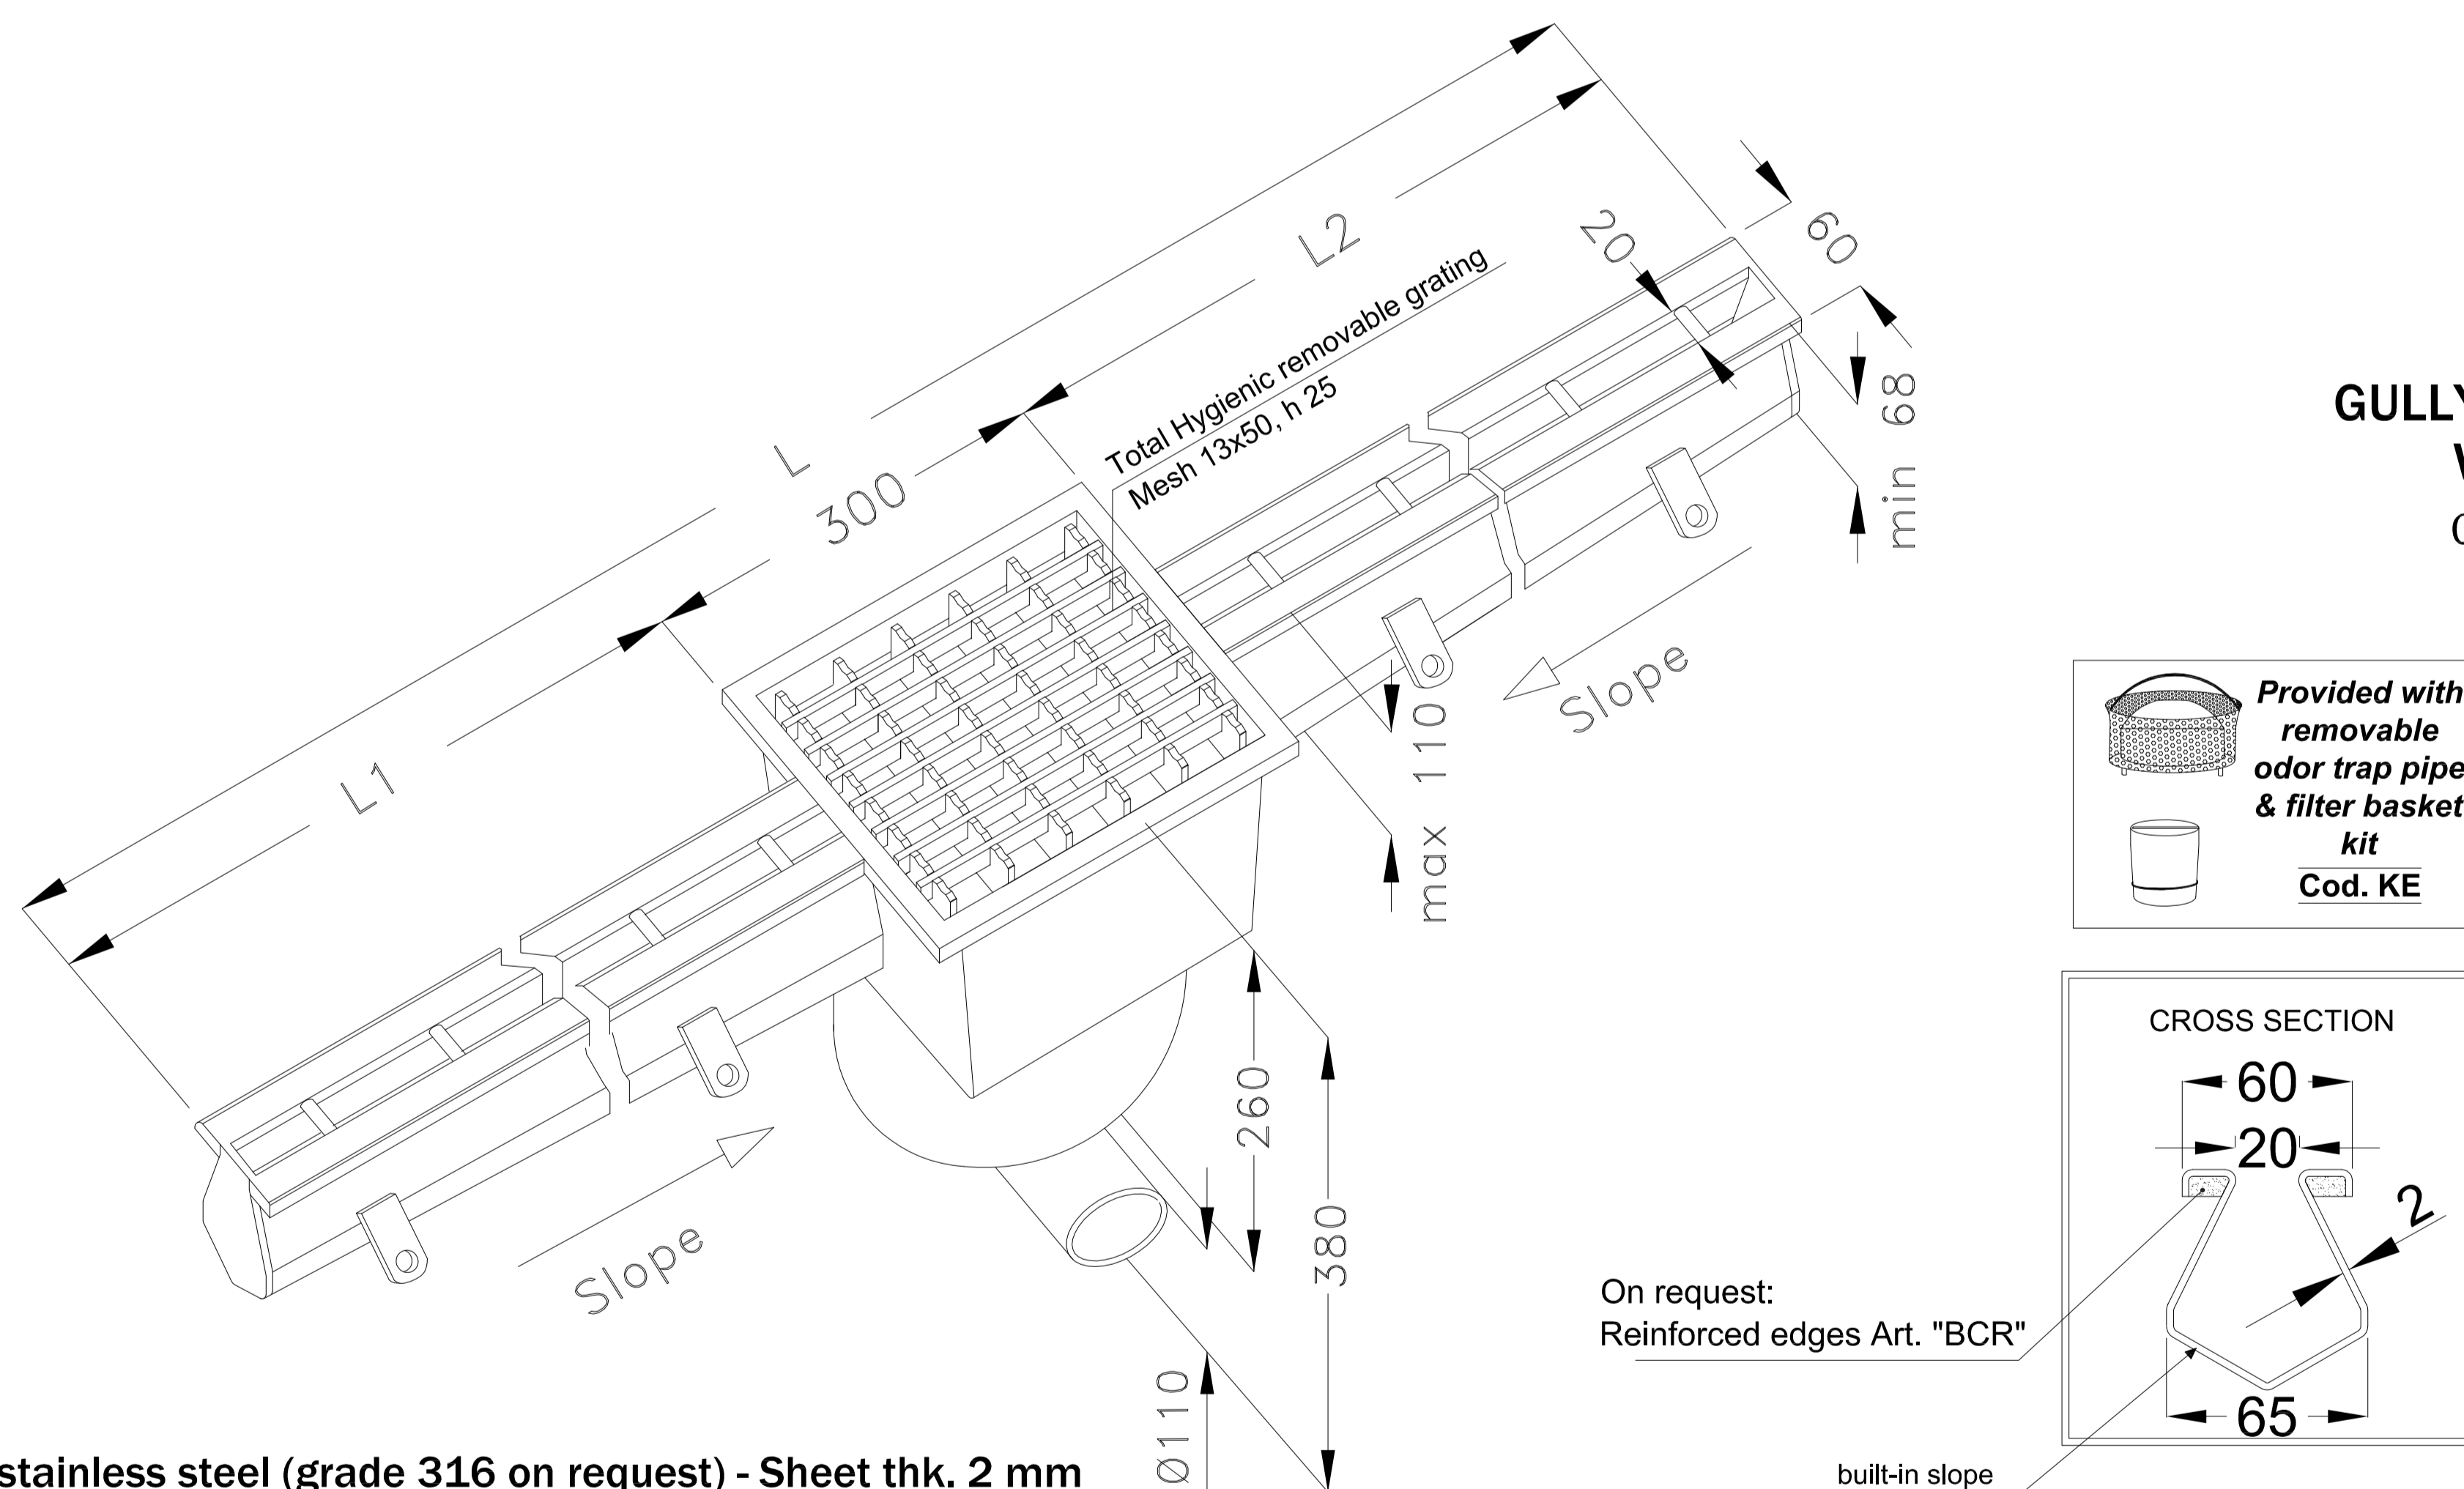 L
L2
60
20
Total Hygienic removable grating
Mesh 13x50, h 25
300
min 68
GULLY
L1
Slope
max 110
Provided with
removable
odor trap pipe
& filter basket
kit
Cod. KE
CROSS SECTION
60
20
2
65
260
380
Slope
On request:
Reinforced edges Art. "BCR"
Ø110
stainless steel (grade 316 on request) - Sheet thk. 2 mm
built-in slope